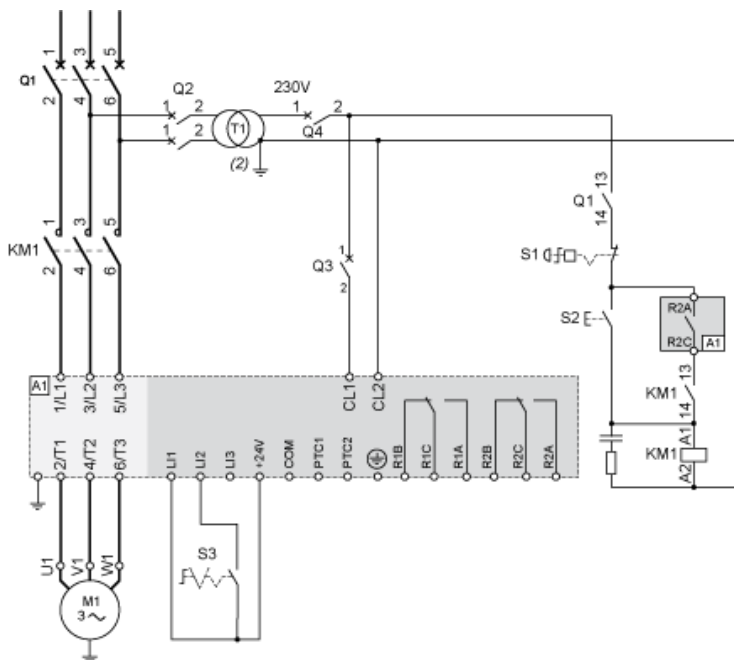 1 3 5
Q1
2 4 6
Q2
1 2
1 2
T1
(2)
230V
1 2
Q4
13
Q1
14
1 3 5
KM1
2 4 6
1
Q3
2
S1
S2
R2A
R2C
A1
13
KM1
14
A1
KM1
A2
A1
1/L1 3/L2 5/L3 CL1 CL2
2/T1 4/T2 6/T3 LI1 LI2 LI3 +24V COM PTC1 PTC2 R1B R1C R1A R2B R2C R2A
S3
U1 V1 W1
M1
3